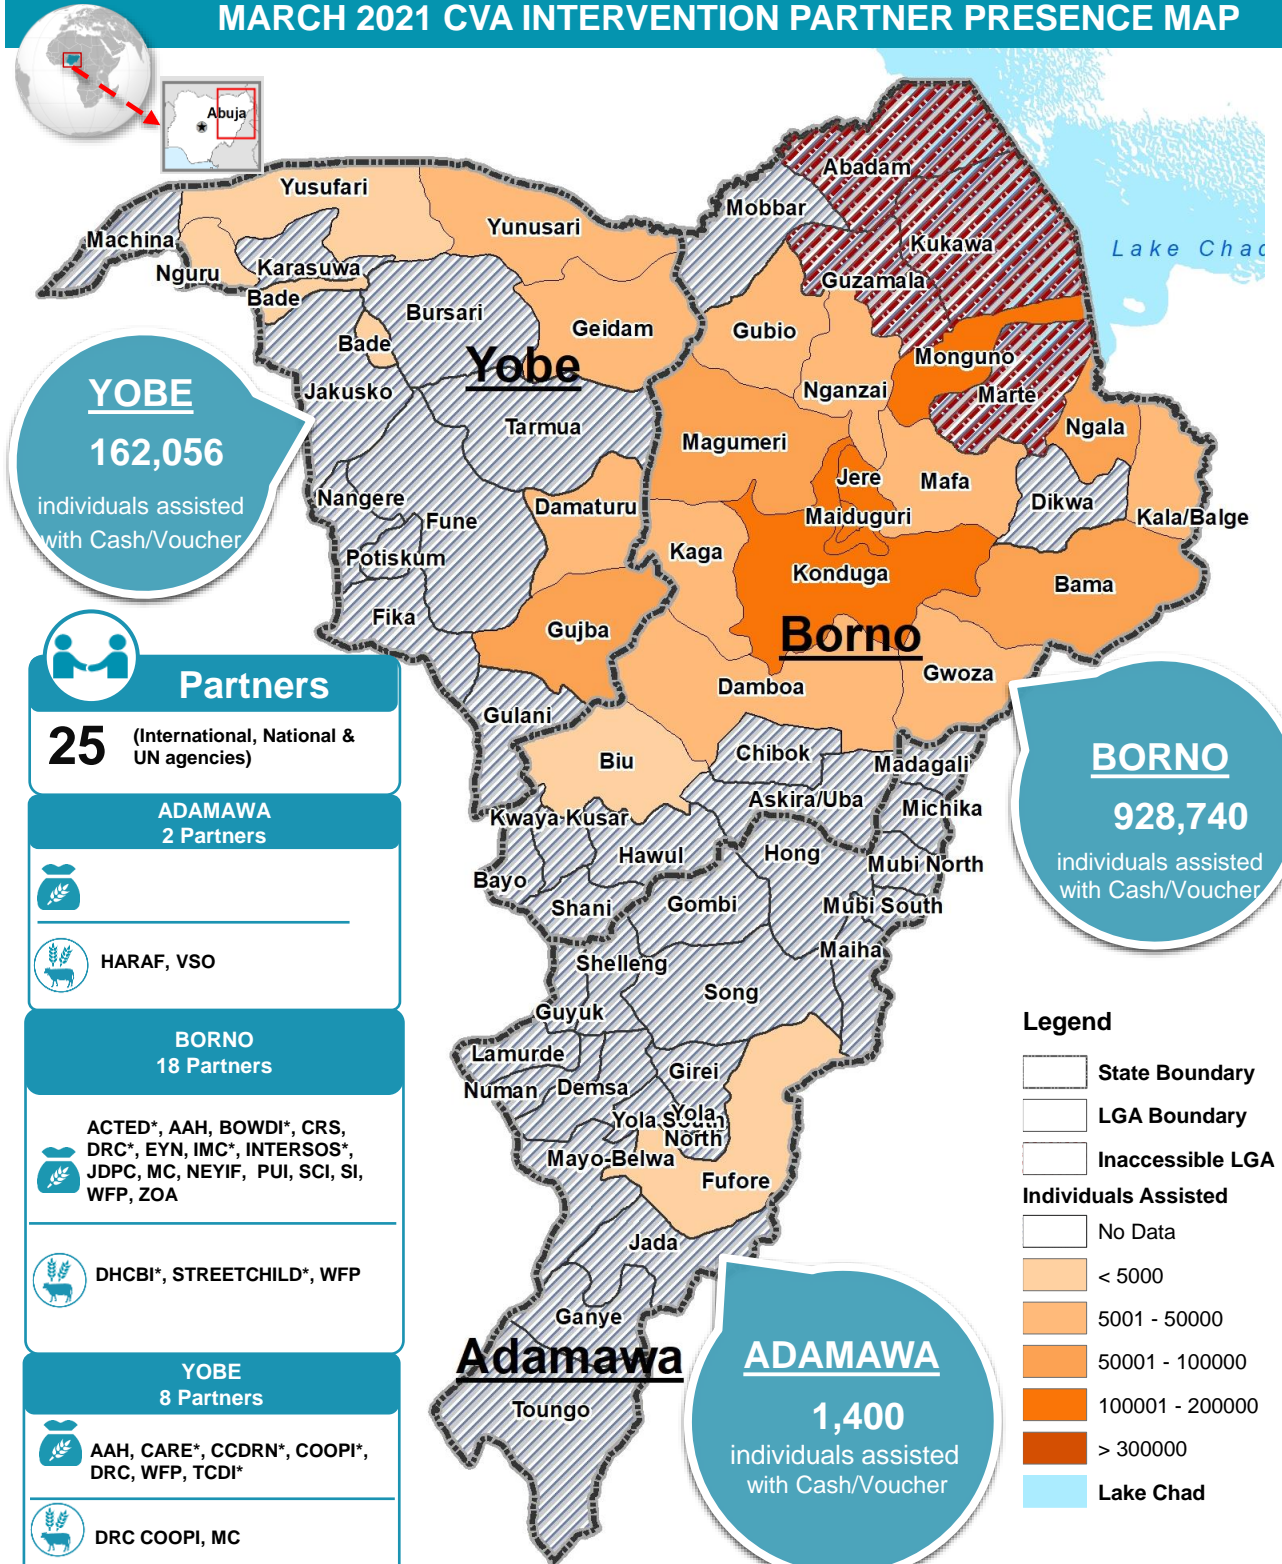 MARCH 2021 CVA INTERVENTION PARTNER PRESENCE MAP
Abuja
Lake Chad
Yusufari
Yunusari
Machina
Nguru
Karasuwa
Bade
Bursari
Geidam
Bade
Jakusko
Yobe
Tarmua
Nangere
Fune
Damaturu
Potiskum
Fika
Gujba
Gulani
Abadam
Mobbar
Kukawa
Guzamala
Gubio
Monguno
Nganzai
Marte
Magumeri
Ngala
Jere
Mafa
Dikwa
Maiduguri
Kala/Balge
Kaga
Konduga
Bama
Borno
Damboa
Gwoza
Biu
Chibok
Madagali
Askira/Uba
Michika
Kwaya Kusar
Hawul
Hong
Mubi North
Bayo
Shani
Gombi
Mubi South
Maiha
Shelleng
Song
Guyuk
Lamurde
Girei
Numan
Demsa
Yola South
Yola
North
Mayo-Belwa
Fufore
Jada
Ganye
Adamawa
Toungo
YOBE
162,056
individuals assisted
with Cash/Voucher
BORNO
928,740
individuals assisted
with Cash/Voucher
ADAMAWA
1,400
individuals assisted
with Cash/Voucher
Partners
25
(International, National &
UN agencies)
ADAMAWA
2 Partners
HARAF, VSO
BORNO
18 Partners
ACTED*, AAH, BOWDI*, CRS,
DRC*, EYN, IMC*, INTERSOS*,
JDPC, MC, NEYIF, PUI, SCI, SI,
WFP, ZOA
DHCBI*, STREETCHILD*, WFP
YOBE
8 Partners
AAH, CARE*, CCDRN*, COOPI*,
DRC, WFP, TCDI*
DRC COOPI, MC
Legend
State Boundary
LGA Boundary
Inaccessible LGA
Individuals Assisted
No Data
< 5000
5001 - 50000
50001 - 100000
100001 - 200000
> 300000
Lake Chad